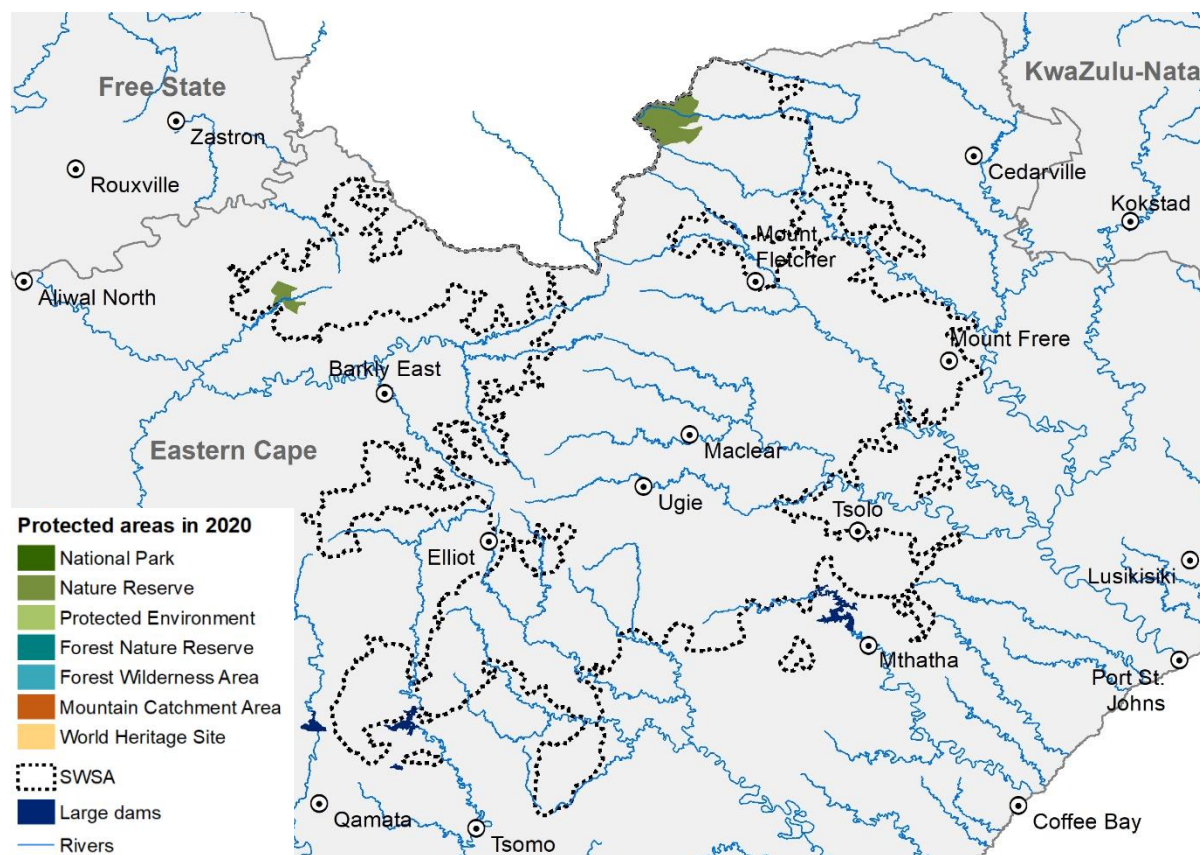 Free State
KwaZulu-Nata
Zastron
Rouxville
Cedarville
Kokstad
Mount
Fletcher
Aliwal North
Mount Frere
Barkly East
Eastern Cape
Maclear
Ugie
Tsolo
Elliot
Lusikisiki
Mthatha
Port St.
Johns
Qamata
Tsomo
Coffee Bay
Protected areas in 2020
National Park
Nature Reserve
Protected Environment
Forest Nature Reserve
Forest Wilderness Area
Mountain Catchment Area
World Heritage Site
SWSA
Large dams
Rivers